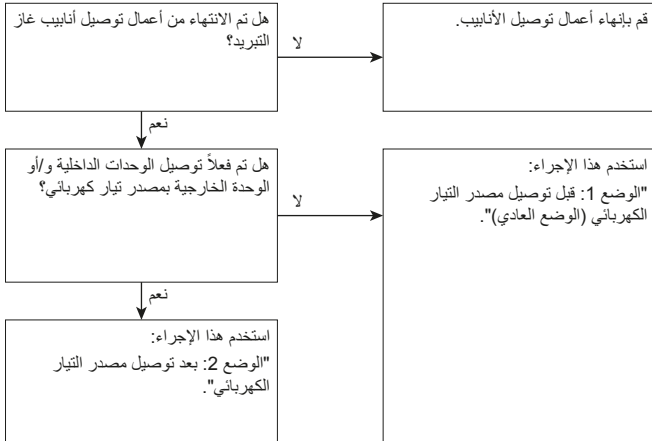 هل تم الانتهاء من أعمال توصيل أنابيب غاز
التبريد؟
لا
قم بإنهاء أعمال توصيل الأنابيب.
نعم
هل تم فعلاً توصيل الوحدات الداخلية و/أو
الوحدة الخارجية بمصدر تيار كهربائي؟
لا
استخدم هذا الإجراء:
"الوضع 1: قبل توصيل مصدر التيار
الكهربائي (الوضع العادي)".
نعم
استخدم هذا الإجراء:
"الوضع 2: بعد توصيل مصدر التيار
الكهربائي".